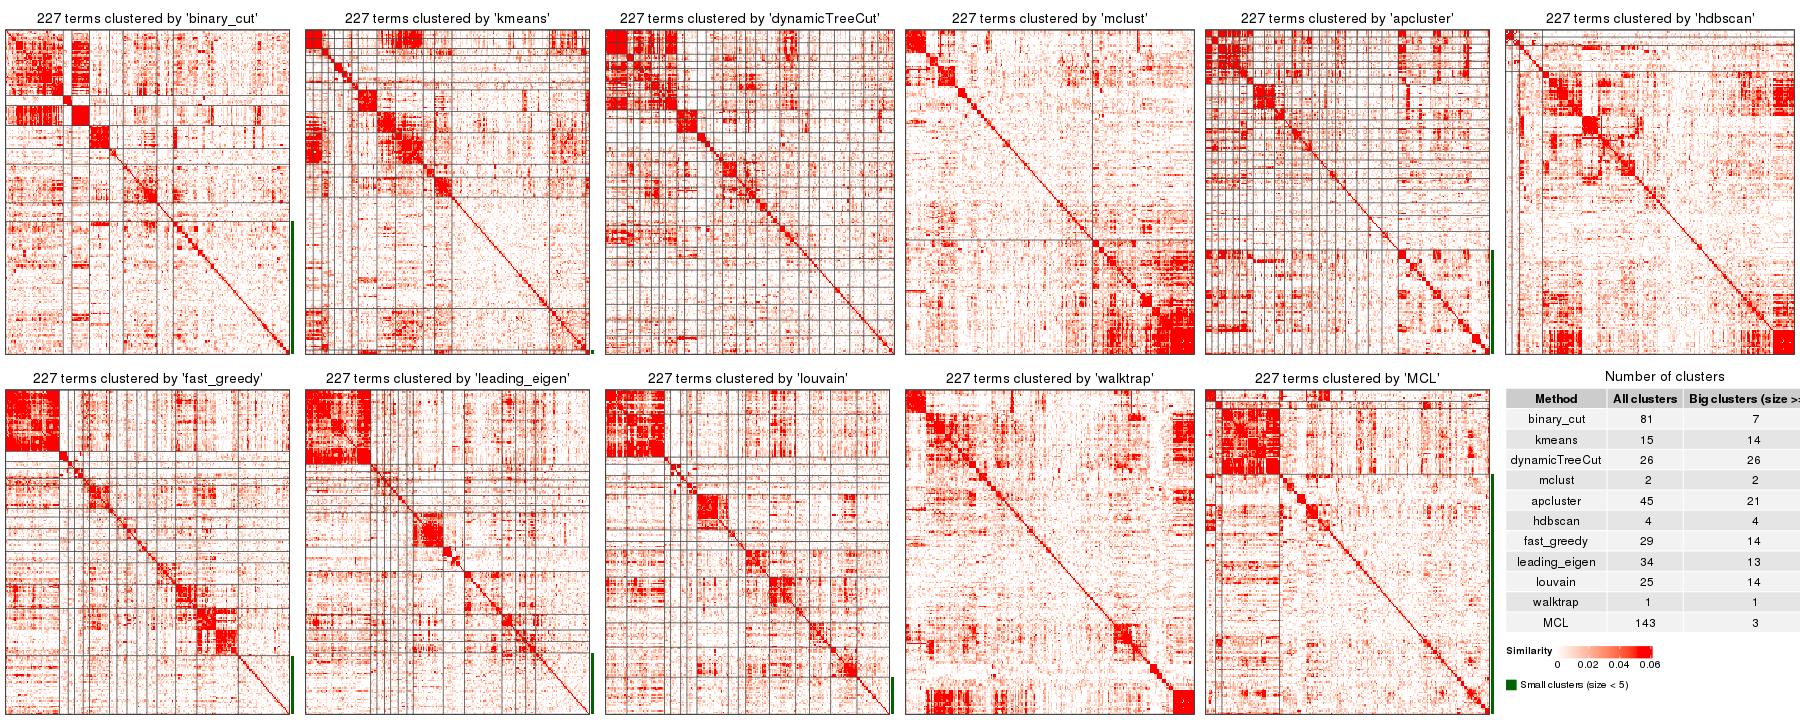 227 terms clustered by 'binary_cut'
227 terms clustered by 'kmeans'
227 terms clustered by 'dynamicTreeCut'
227 terms clustered by 'mclust'
227 terms clustered by 'apcluster'
227 terms clustered by 'hdbscan'
227 terms clustered by 'fast_greedy'
227 terms clustered by 'leading_eigen'
227 terms clustered by 'louvain'
227 terms clustered by 'walktrap'
227 terms clustered by 'MCL'
Number of clusters
Method All clusters Big clusters (size >=
binary_cut 81 7
kmeans 15 14
dynamicTreeCut 26 26
mclust 2 2
apcluster 45 21
hdbscan 4 4
fast_greedy 29 14
leading_eigen 34 13
louvain 25 14
walktrap 1 1
MCL 143 3
Similarity
0 0.02 0.04 0.06
Small clusters (size < 5)